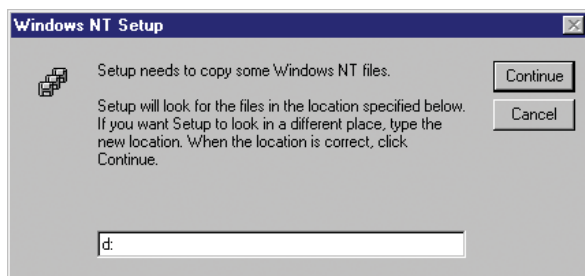 Windows NT Setup
Setup needs to copy some Windows NT files.
Setup will look for the files in the location specified below.
If you want Setup to look in a different place, type the
new location. When the location is correct, click
Continue.
Continue
Cancel
d: